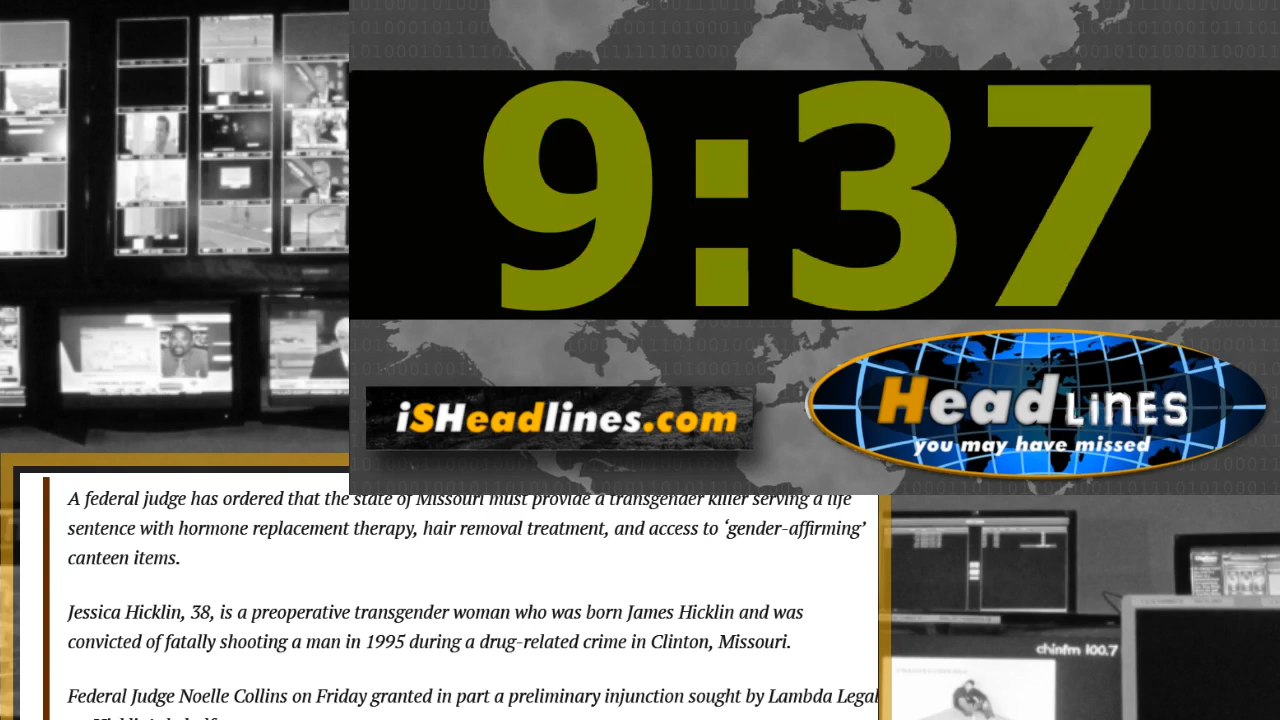 9:37
iSHeadlines.com
HeadLINES
you may have missed
A federal judge has ordered that the state of Missouri must provide a transgender killer serving a life
sentence with hormone replacement therapy, hair removal treatment, and access to ‘gender-affirming’
canteen items.
Jessica Hicklin, 38, is a preoperative transgender woman who was born James Hicklin and was
convicted of fatally shooting a man in 1995 during a drug-related crime in Clinton, Missouri.
Federal Judge Noelle Collins on Friday granted in part a preliminary injunction sought by Lambda Legal
chinfm 100.7